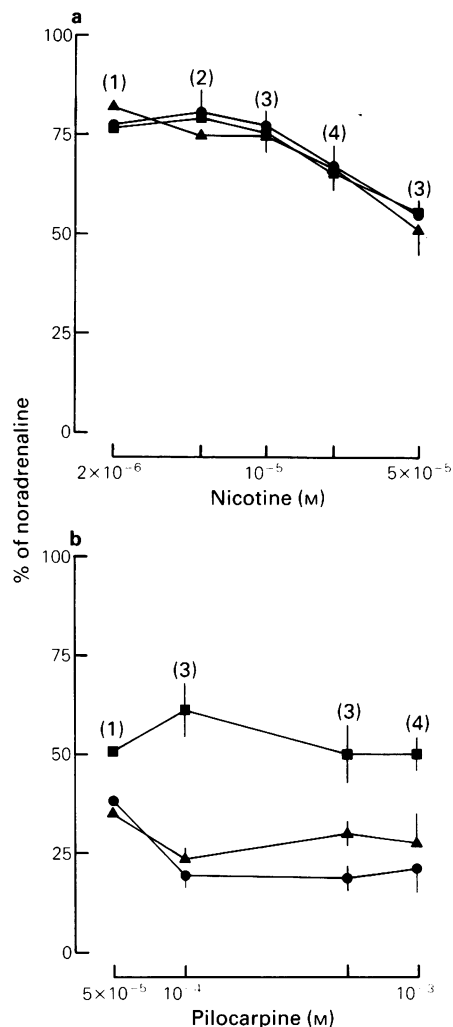 a
100
75
50
25
0
(1) (2) (3) (4) (3)
2×10⁻⁶ 10⁻⁵ 5×10⁻⁵
Nicotine (M)
% of noradrenaline
b
100
75
50
25
0
(1) (3) (3) (4)
5×10⁻⁵ 10⁻⁴ 10⁻³
Pilocarpine (M)